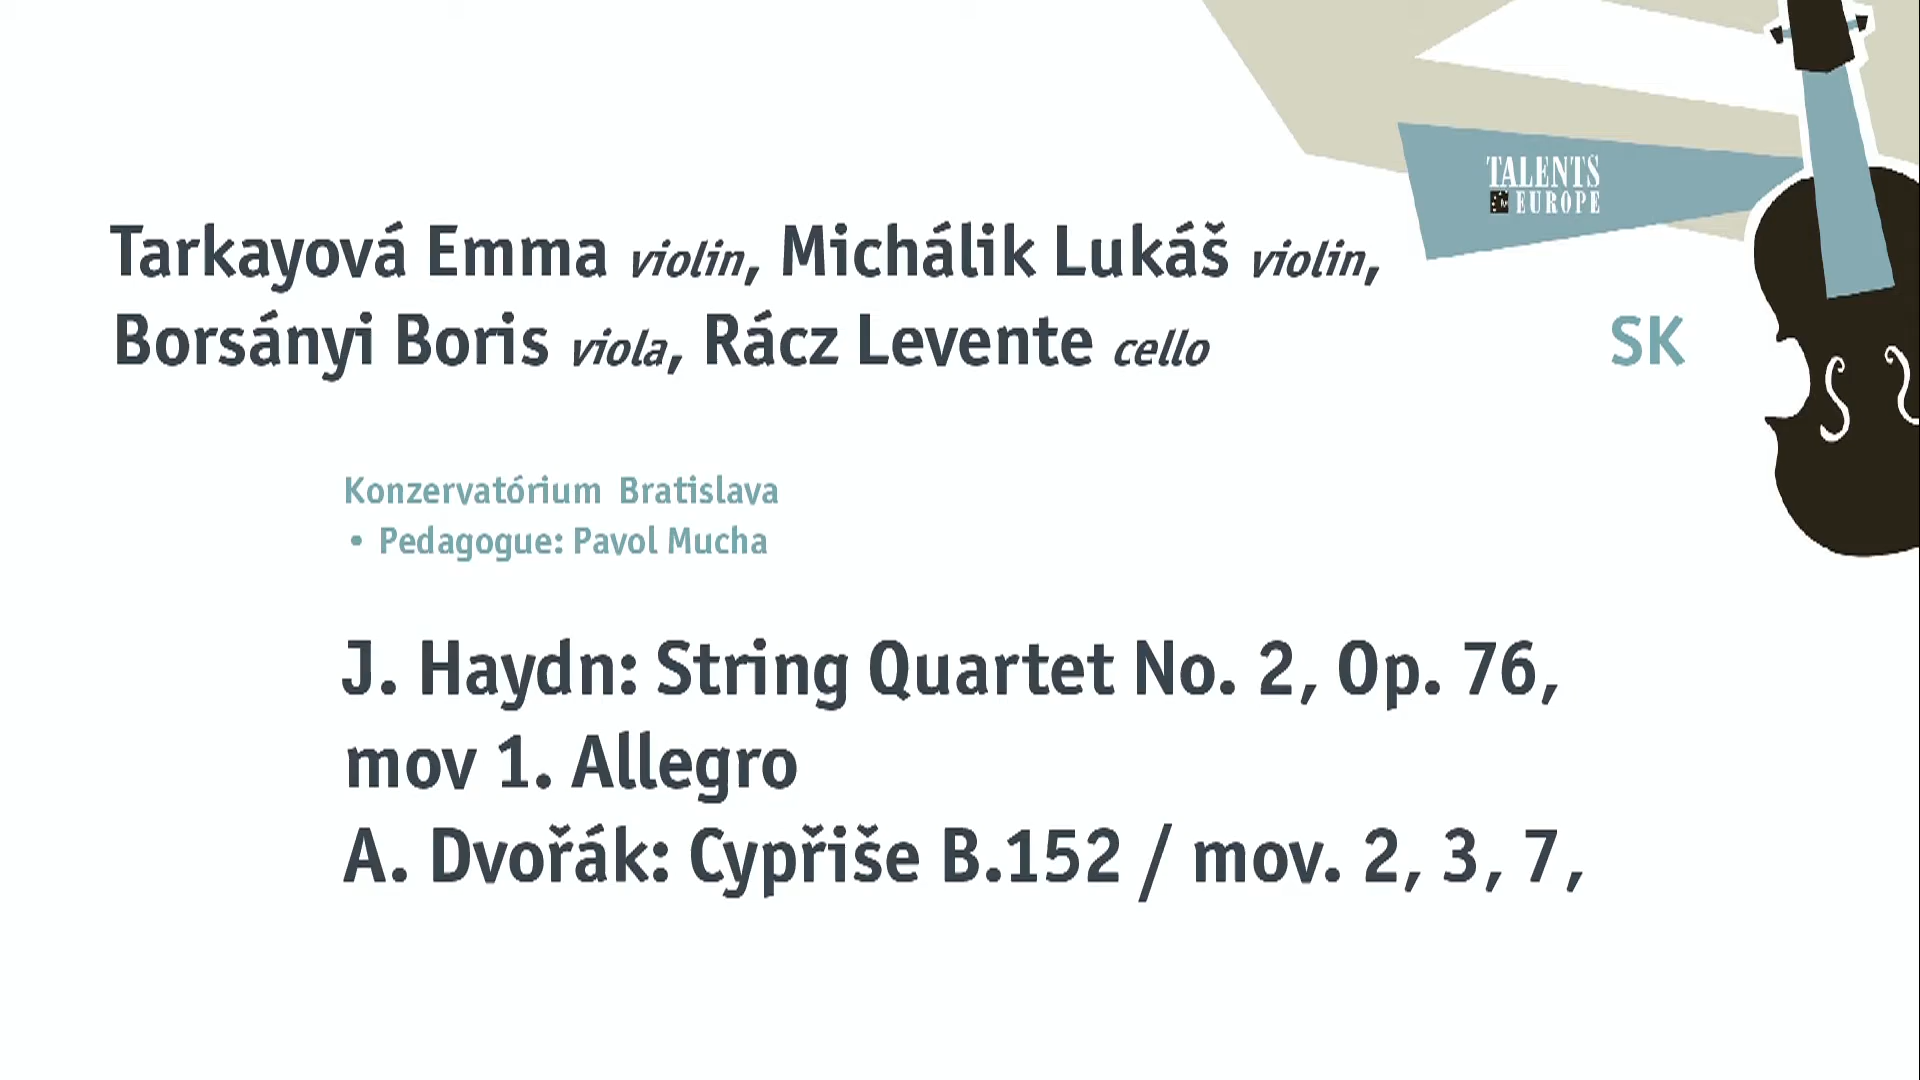 TALENTS
EUROPE
Tarkayová Emma violin, Michálik Lukáš violin,
Borsányi Boris viola, Rácz Levente cello
SK
Konzervatórium Bratislava
• Pedagogue: Pavol Mucha
J. Haydn: String Quartet No. 2, Op. 76,
mov 1. Allegro
A. Dvořák: Cypřiše B.152 / mov. 2, 3, 7,